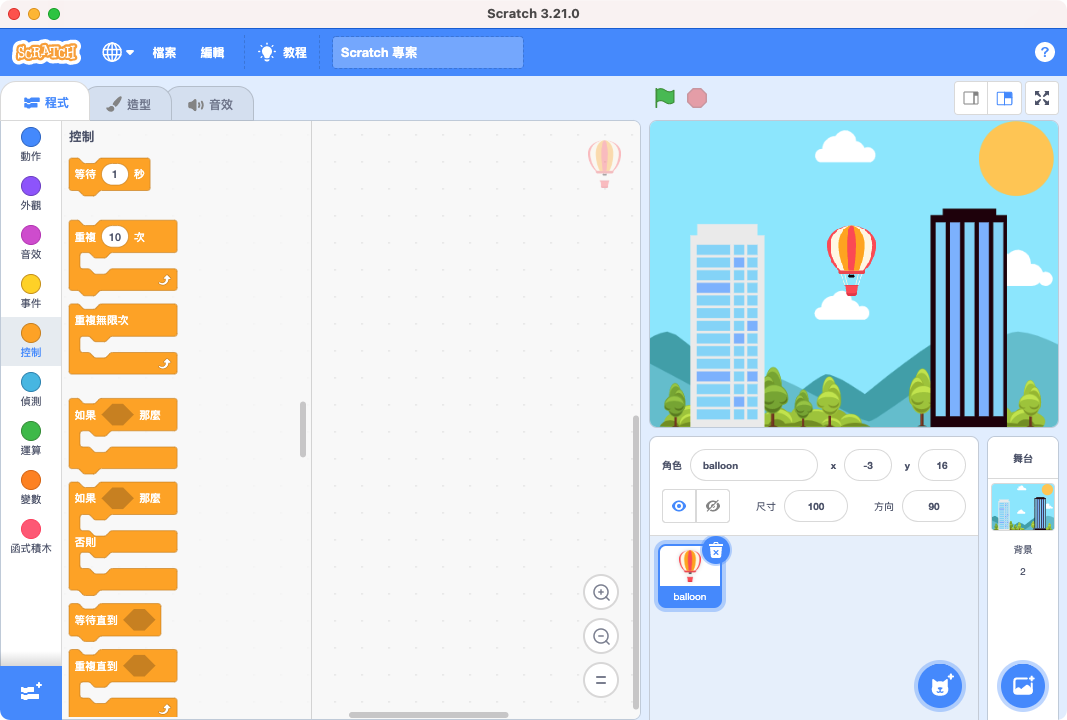 Scratch 3.21.0
SCRATCH
檔案
編輯
教程
Scratch 專案
?
程式
造型
音效
動作
外觀
音效
事件
控制
偵測
運算
變數
函式積木
控制
等待 1 秒
重複 10 次
重複無限次
如果 那麼
如果 那麼
否則
等待直到
重複直到
角色 balloon x -3 y 16
尺寸 100 方向 90
balloon
舞台
背景
2